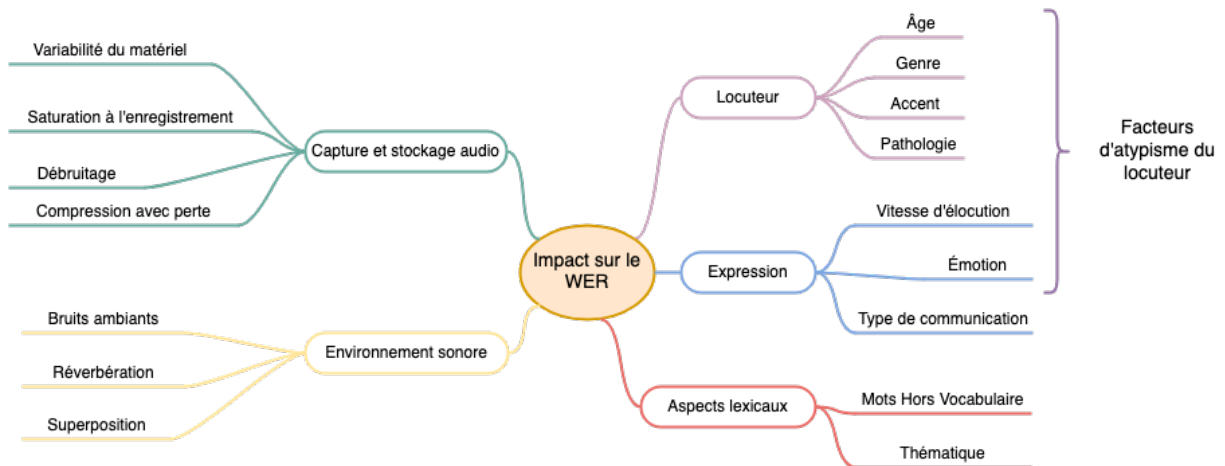 Variabilité du matériel
Saturation à l'enregistrement
Débruitage
Compression avec perte
Capture et stockage audio
Bruits ambiants
Réverbération
Superposition
Environnement sonore
Impact sur le
WER
Locuteur
Âge
Genre
Accent
Pathologie
Expression
Vitesse d'élocution
Émotion
Type de communication
Aspects lexicaux
Mots Hors Vocabulaire
Thématique
Facteurs
d'atypisme du
locuteur